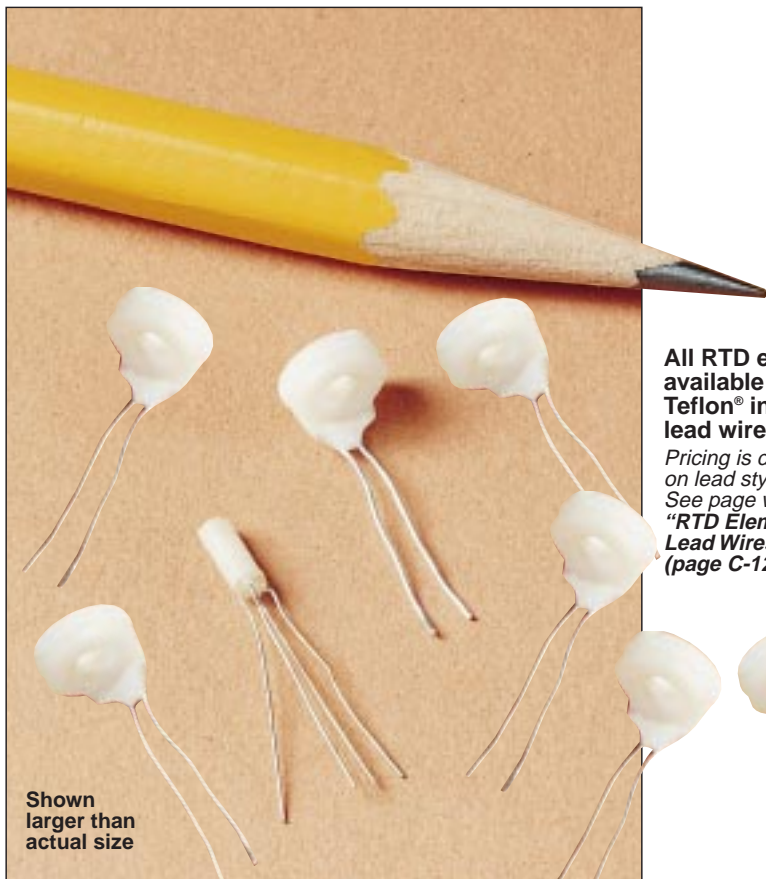 All RTD e
available
Teflon® in
lead wire
Pricing is d
on lead sty
See page v
“RTD Elem
Lead Wires
(page C-12
Shown
larger than
actual size